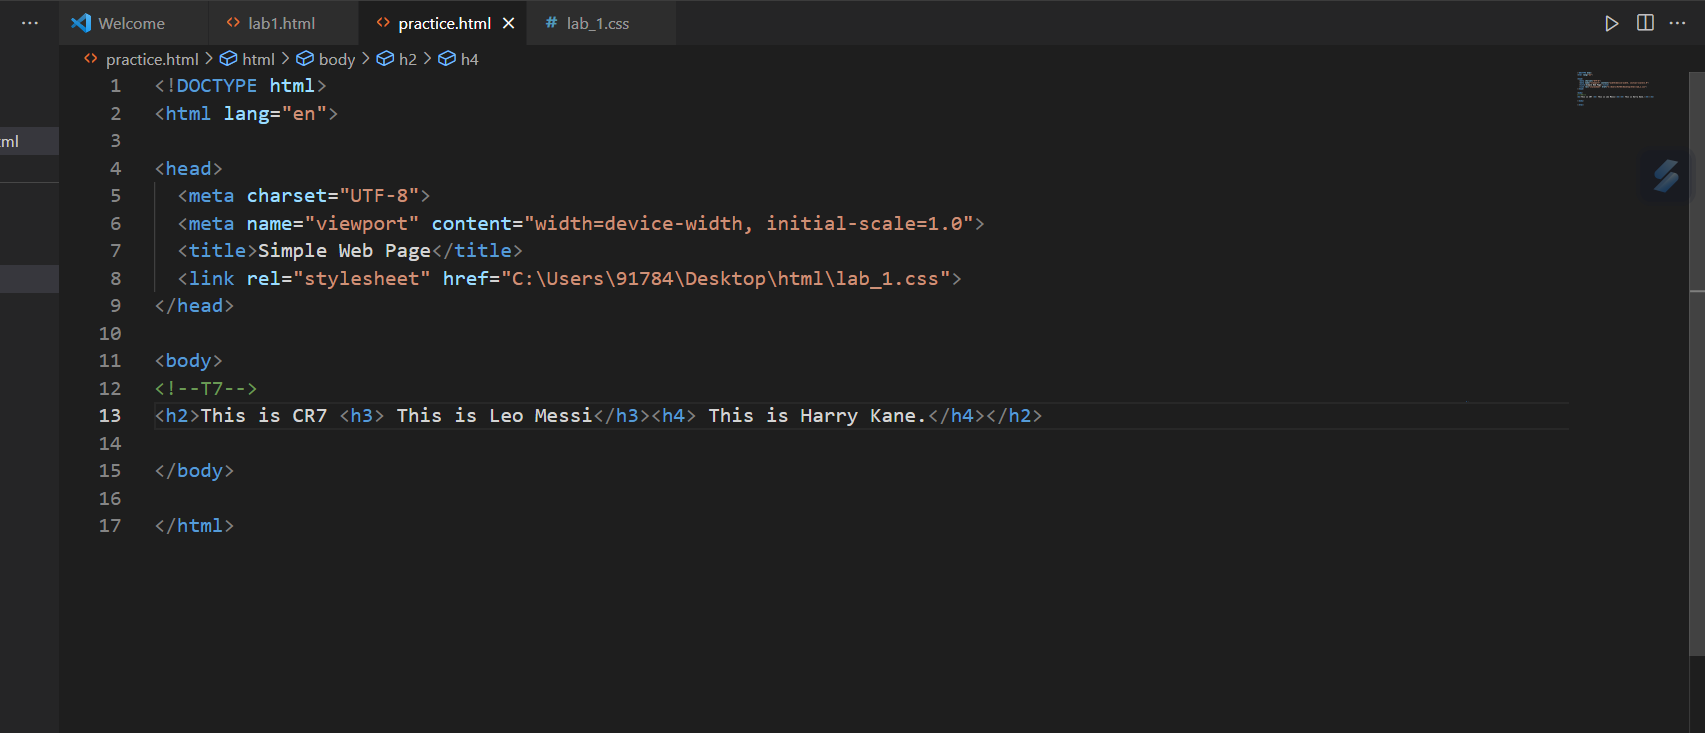 Welcome lab1.html practice.html lab_1.css
practice.html > html > body > h2 > h4
ml
1 <!DOCTYPE html>
2 <html lang="en">
3
4 <head>
5 <meta charset="UTF-8">
6 <meta name="viewport" content="width=device-width, initial-scale=1.0">
7 <title>Simple Web Page</title>
8 <link rel="stylesheet" href="C:\Users\91784\Desktop\html\lab_1.css">
9 </head>
10
11 <body>
12 <!--T7-->
13 <h2>This is CR7 <h3> This is Leo Messi</h3><h4> This is Harry Kane.</h4></h2>
14
15 </body>
16
17 </html>